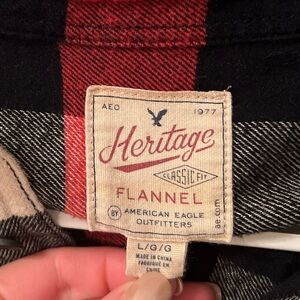 AEO 1977
Heritage
CLASSIC FIT
FLANNEL
BY AMERICAN EAGLE
OUTFITTERS
ae.com
L/G/G
MADE IN CHINA
FABRIQUÉ EN
CHINE